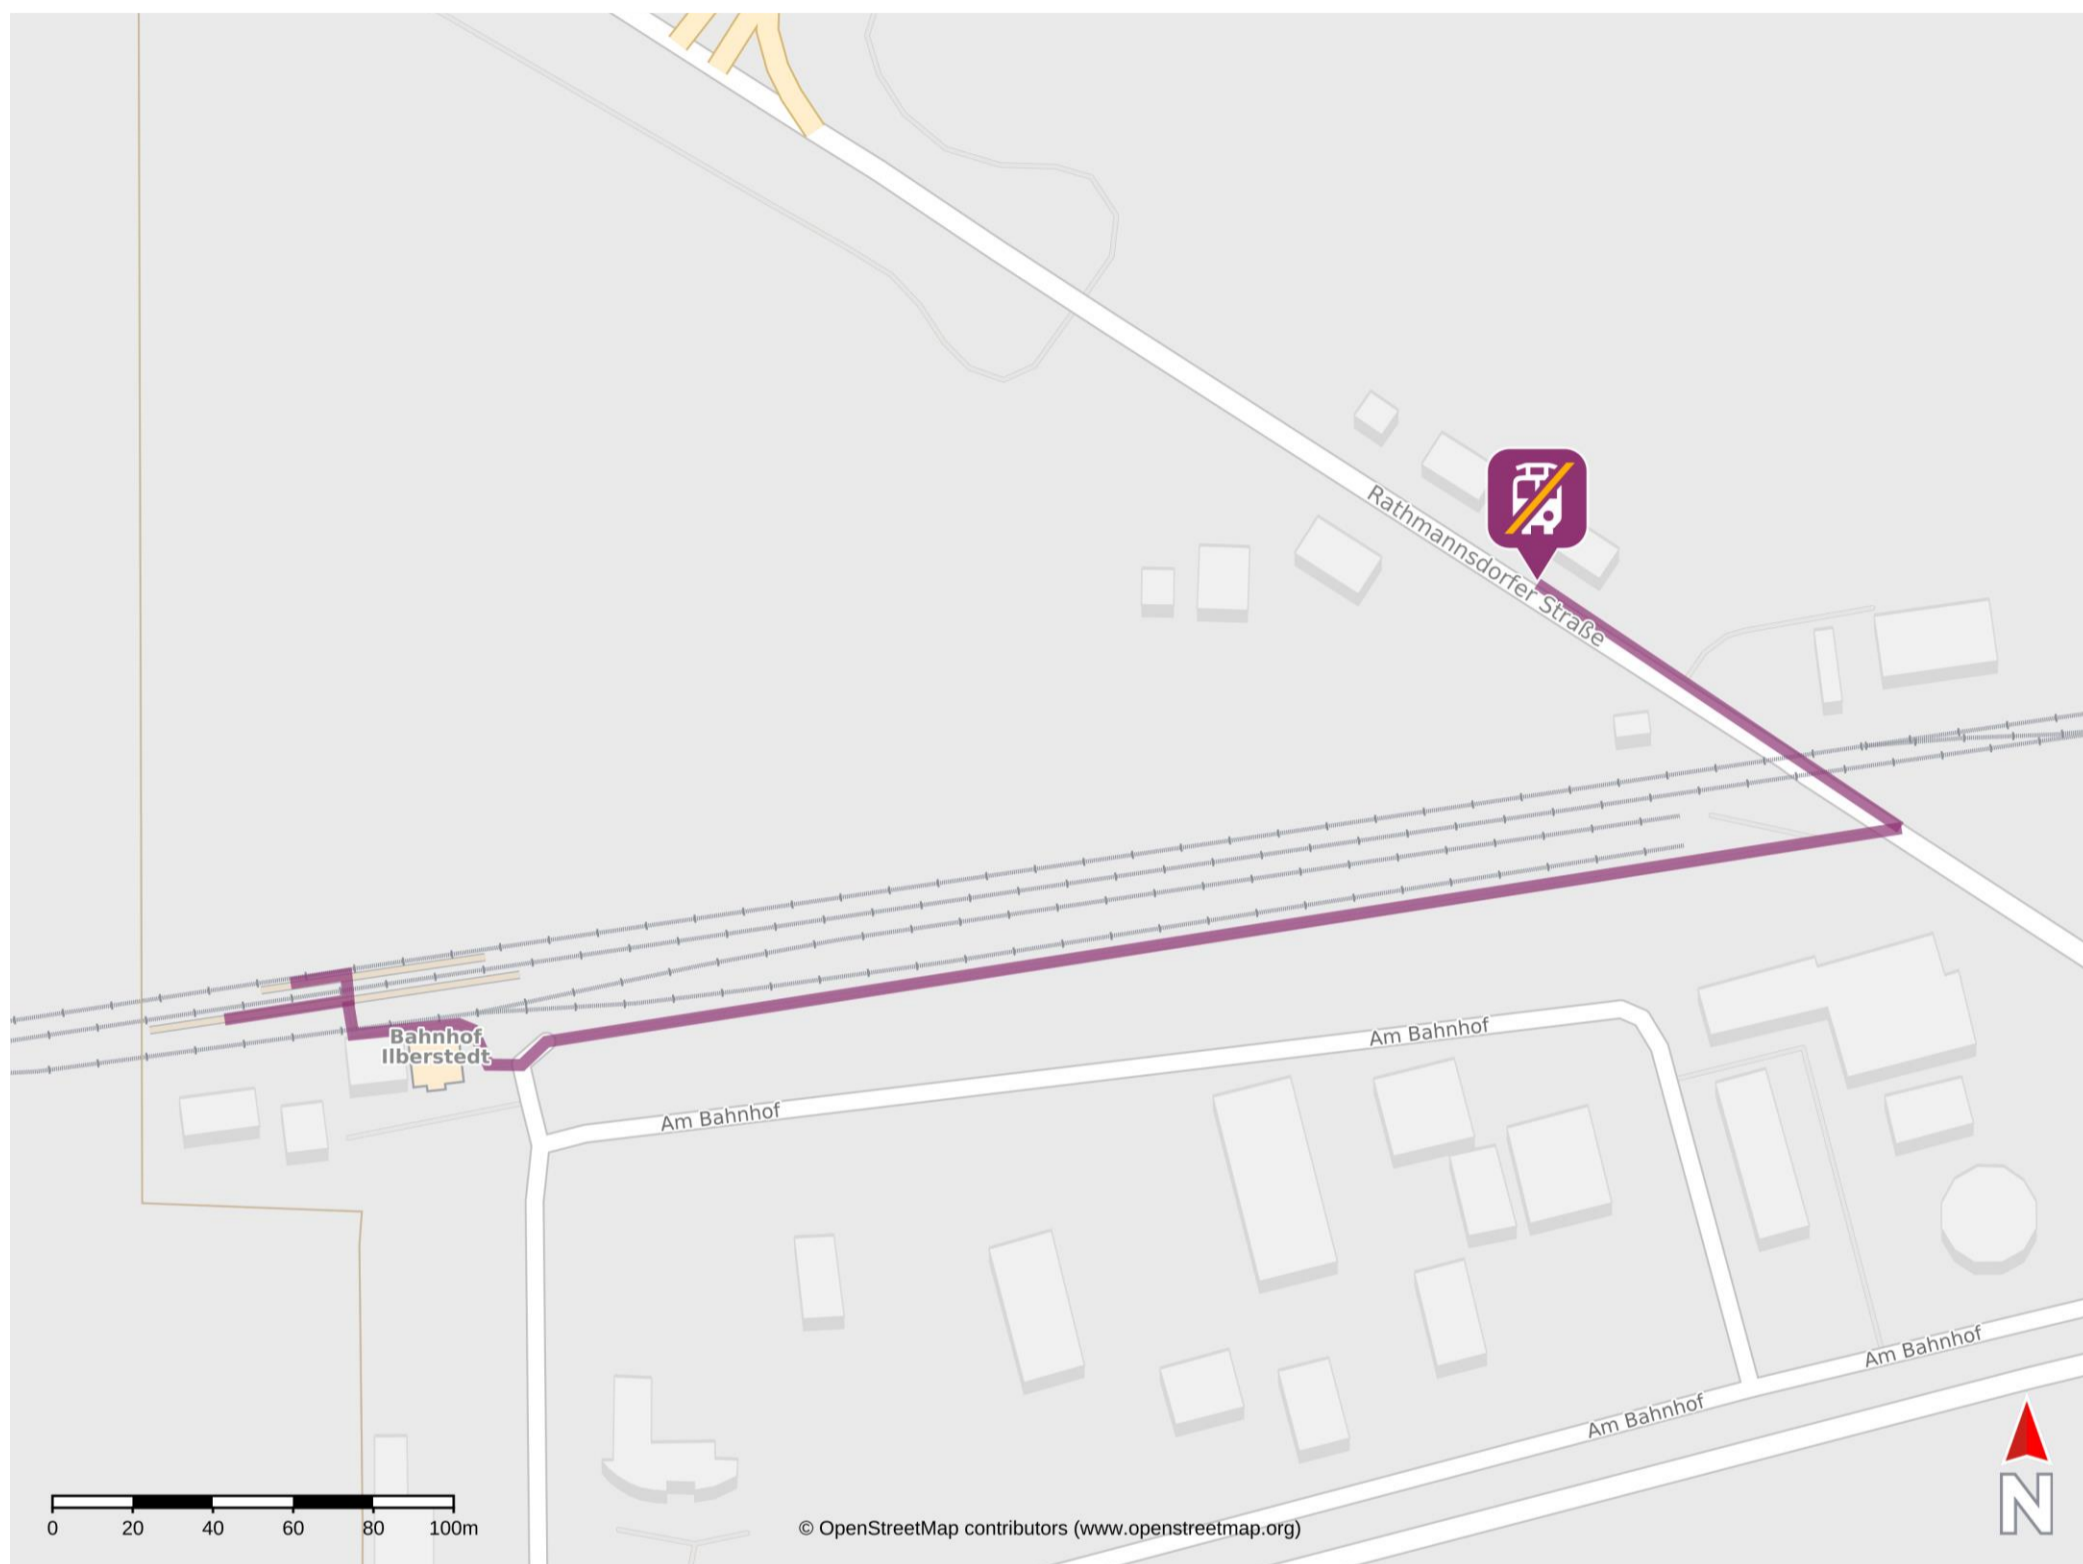 Rathmannsdorfer Straße
Bahnhof
Ilberstedt
Am Bahnhof
Am Bahnhof
Am Bahnhof
Am Bahnhof
0 20 40 60 80 100m
© OpenStreetMap contributors (www.openstreetmap.org)
N